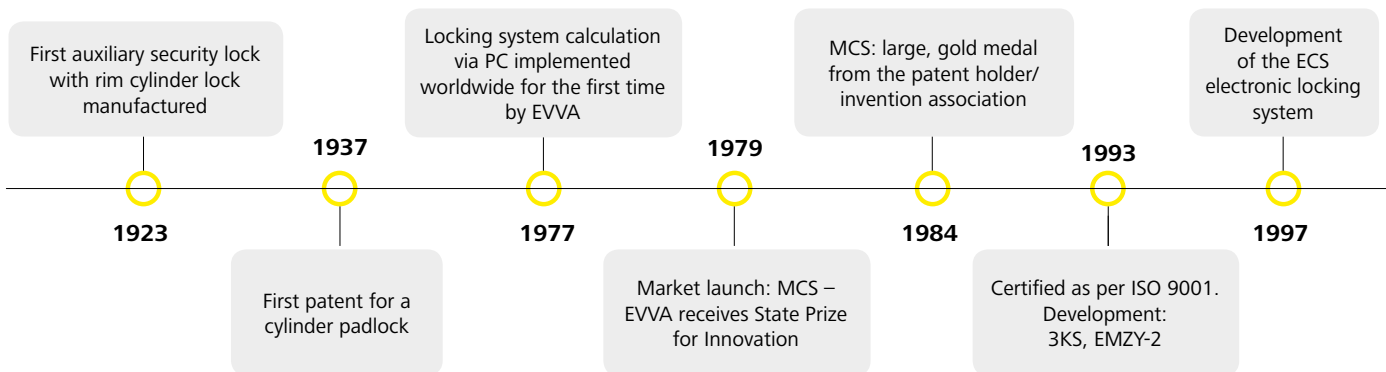 First auxiliary security lock
with rim cylinder lock
manufactured
1923
1937
First patent for a
cylinder padlock
Locking system calculation
via PC implemented
worldwide for the first time
by EVVA
1977
1979
Market launch: MCS –
EVVA receives State Prize
for Innovation
MCS: large, gold medal
from the patent holder/
invention association
1984
1993
Certified as per ISO 9001.
Development:
3KS, EMZY-2
Development
of the ECS
electronic locking
system
1997